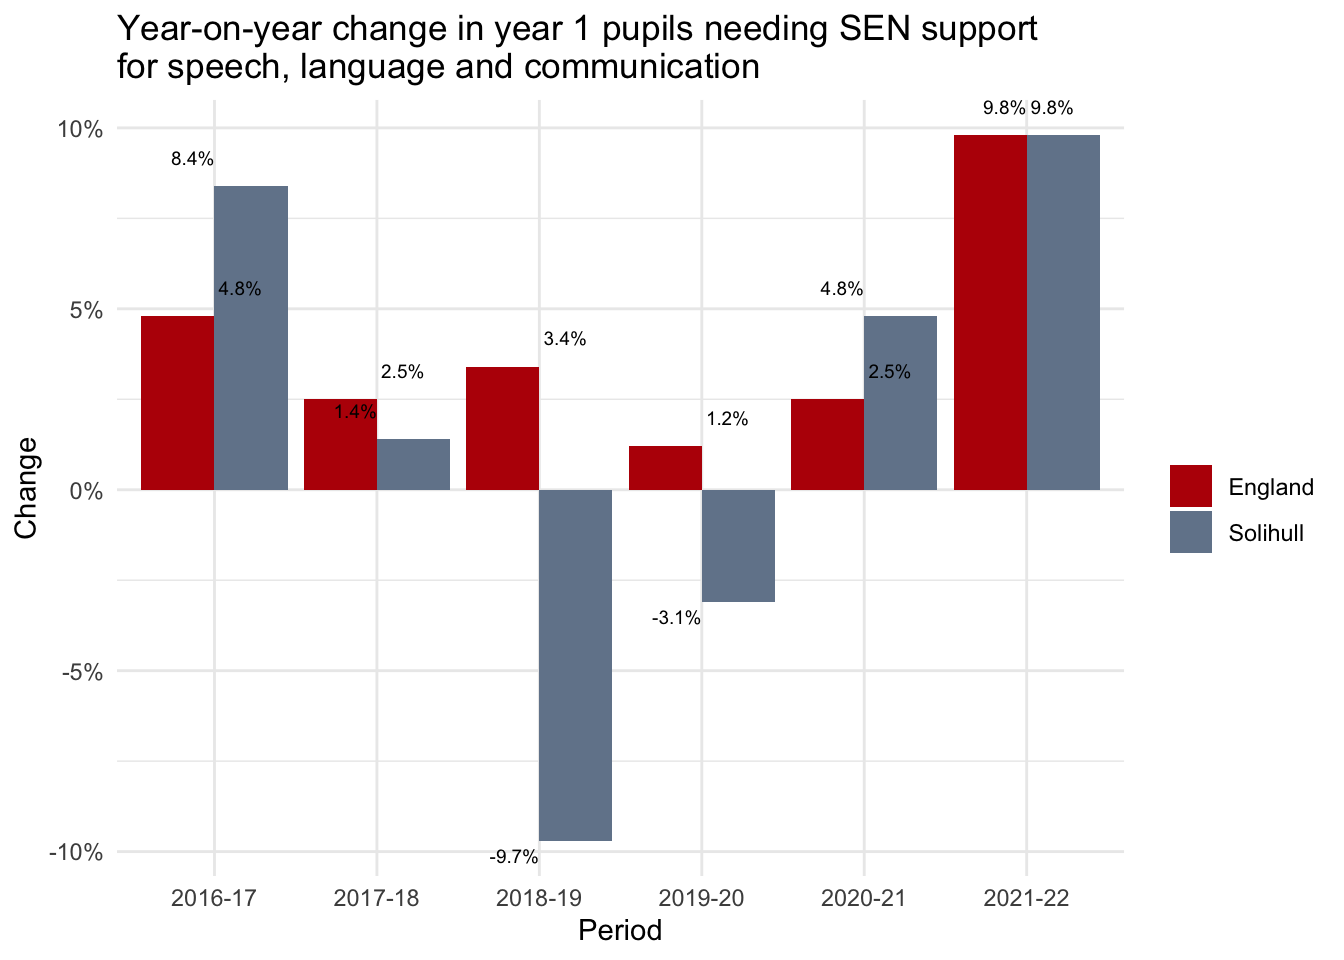 Year-on-year change in year 1 pupils needing SEN support
for speech, language and communication
9.8% 9.8%
10%
8.4%
4.8%
5%
4.8%
3.4%
2.5%
2.5%
1.4%
1.2%
Change
0%
England
Solihull
-3.1%
-5%
-10%
-9.7%
2016-17 2017-18 2018-19 2019-20 2020-21 2021-22
Period